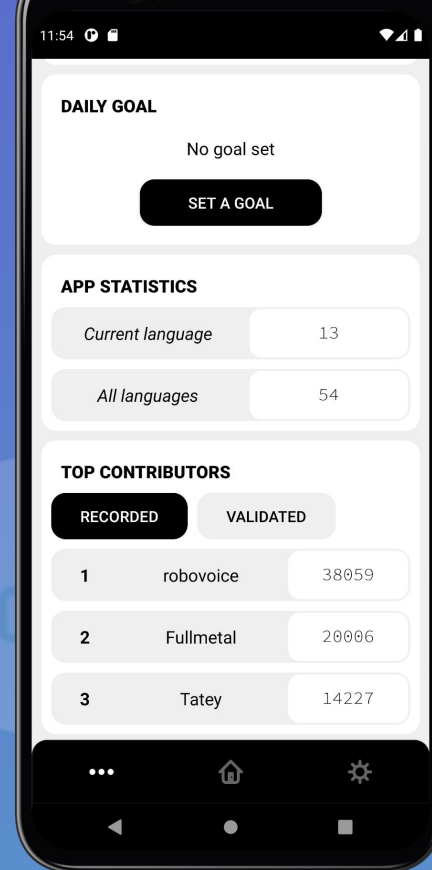 11:54
DAILY GOAL
No goal set
SET A GOAL
APP STATISTICS
Current language 13
All languages 54
TOP CONTRIBUTORS
RECORDED VALIDATED
1 robovoice 38059
2 Fullmetal 20006
3 Tatey 14227